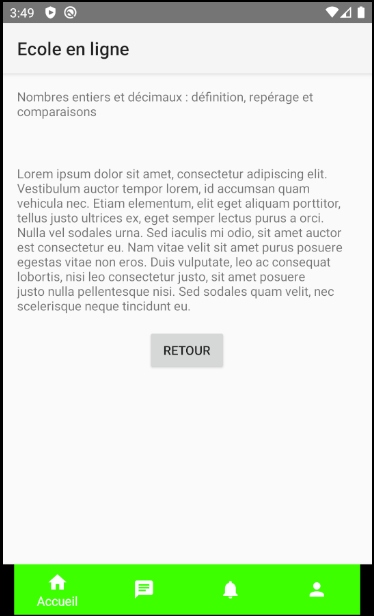 3:49
Ecole en ligne
Nombres entiers et décimaux : définition, repérage et
comparaisons
Lorem ipsum dolor sit amet, consectetur adipiscing elit.
Vestibulum auctor tempor lorem, id accumsan quam
vehicula nec. Etiam elementum, elit eget aliquam porttitor,
tellus justo ultrices ex, eget semper lectus purus a orci.
Nulla vel sodales urna. Sed iaculis mi odio, sit amet auctor
est consectetur eu. Nam vitae velit sit amet purus posuere
egestas vitae non eros. Duis vulputate, leo ac consequat
lobortis, nisi leo consectetur justo, sit amet posuere
justo nulla pellentesque nisi. Sed sodales quam velit, nec
scelerisque neque tincidunt eu.
RETOUR
Accueil